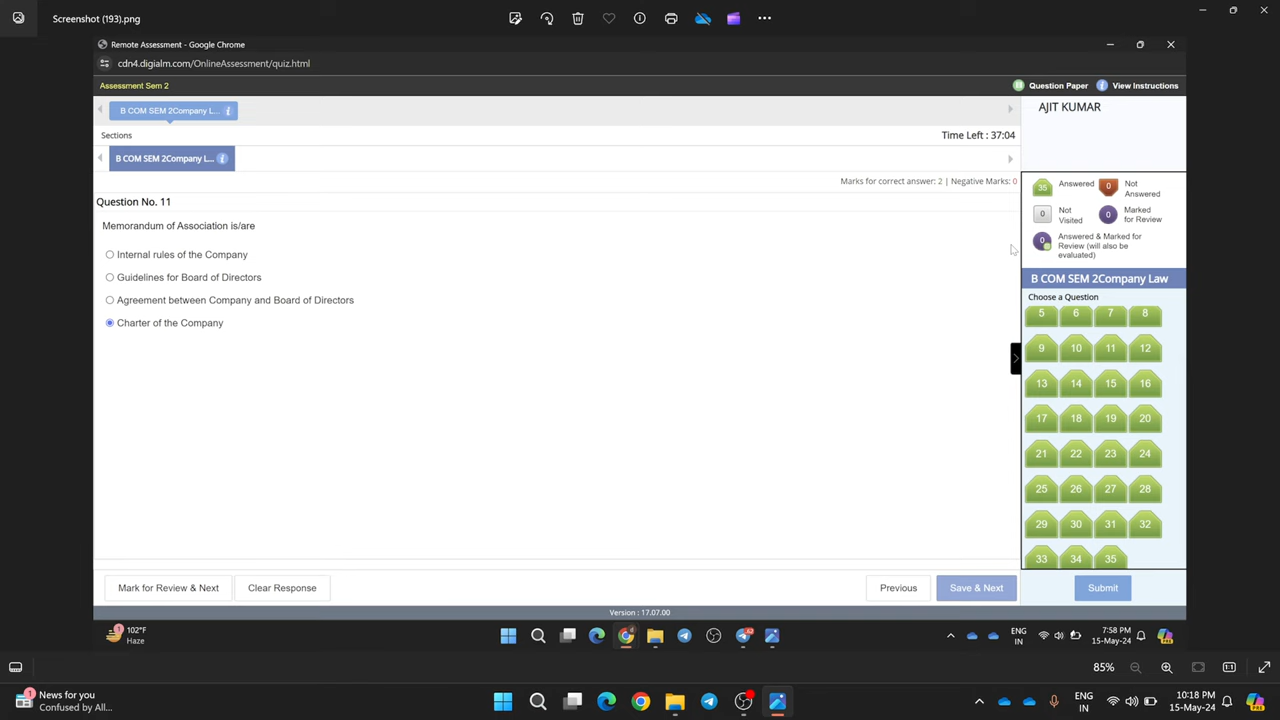 Screenshot (193).png
Remote Assessment - Google Chrome
cdn4.digialm.com/OnlineAssessment/quiz.html
Assessment Sem 2
Question Paper
View Instructions
B COM SEM 2Company L...
AJIT KUMAR
Sections
Time Left : 37:04
B COM SEM 2Company L...
Marks for correct answer: 2 | Negative Marks: 0
35 Answered
0 Not Answered
0 Not Visited
0 Marked for Review
0 Answered & Marked for Review (will also be evaluated)
Question No. 11
Memorandum of Association is/are
Internal rules of the Company
Guidelines for Board of Directors
Agreement between Company and Board of Directors
Charter of the Company
B COM SEM 2Company Law
Choose a Question
5 6 7 8
9 10 11 12
13 14 15 16
17 18 19 20
21 22 23 24
25 26 27 28
29 30 31 32
33 34 35
Mark for Review & Next
Clear Response
Previous
Save & Next
Submit
Version : 17.07.00
1
102°F
Haze
62
ENG
IN
7:58 PM
15-May-24
85%
1
News for you
Confused by All...
ENG
IN
10:18 PM
15-May-24